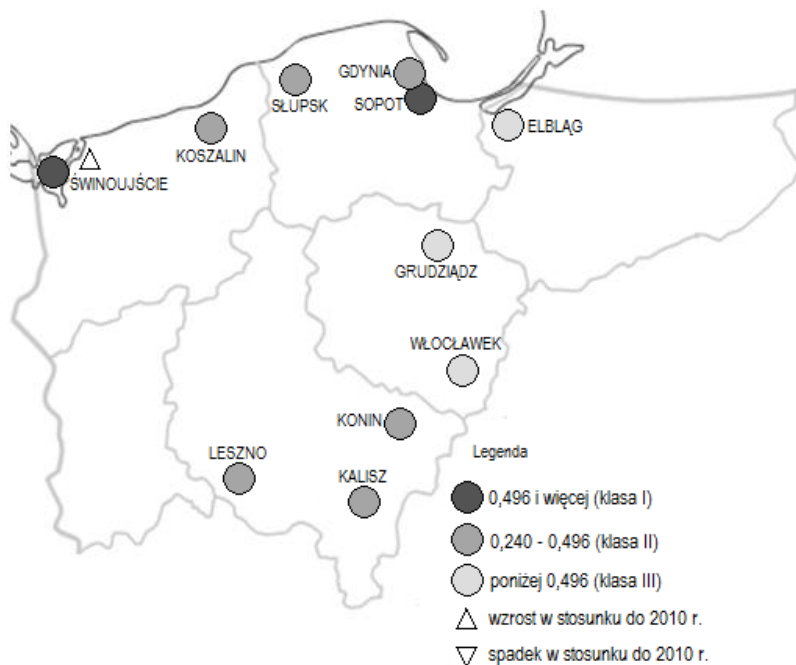 GDYNIA
SŁUPSK
SOPOT
ELBLĄG
KOSZALIN
ŚWINOUJŚCIE
GRUDZIĄDZ
WŁOCŁAWEK
KONIN
LESZNO
KALISZ
Legenda
0,496 i więcej (klasa I)
0,240 - 0,496 (klasa II)
poniżej 0,496 (klasa III)
wzrost w stosunku do 2010 r.
spadek w stosunku do 2010 r.